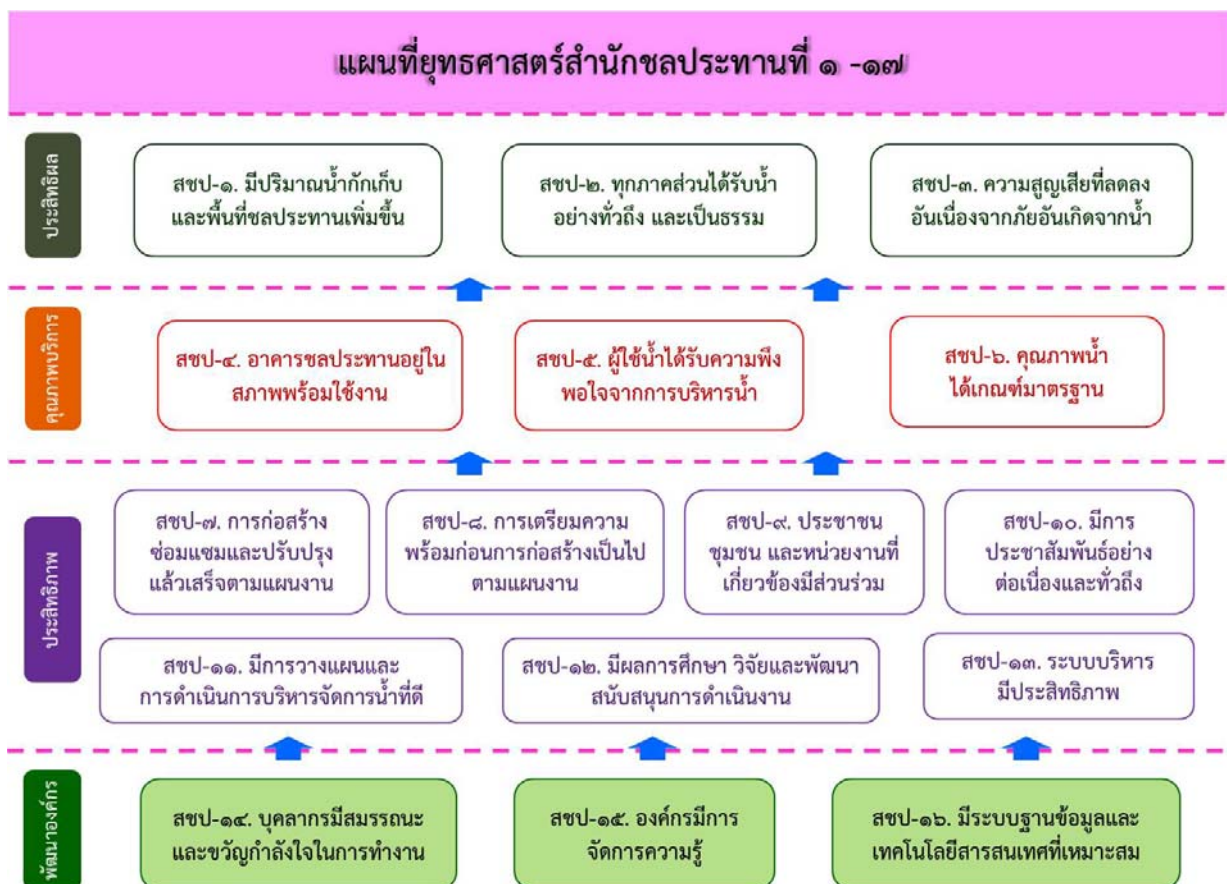 แผนที่ยุทธศาสตร์สำนักชลประทานที่ ๑ -๑๗
ประสิทธิผล
สชป-๑. มีปริมาณน้ำกักเก็บ
และพื้นที่ชลประทานเพิ่มขึ้น
สชป-๒. ทุกภาคส่วนได้รับน้ำ
อย่างทั่วถึง และเป็นธรรม
สชป-๓. ความสูญเสียที่ลดลง
อันเนื่องจากภัยอันเกิดจากน้ำ
คุณภาพบริการ
สชป-๔. อาคารชลประทานอยู่ใน
สภาพพร้อมใช้งาน
สชป-๕. ผู้ใช้น้ำได้รับความพึง
พอใจจากการบริหารน้ำ
สชป-๖. คุณภาพน้ำ
ได้เกณฑ์มาตรฐาน
ประสิทธิภาพ
สชป-๗. การก่อสร้าง
ซ่อมแซมและปรับปรุง
แล้วเสร็จตามแผนงาน
สชป-๘. การเตรียมความ
พร้อมก่อนการก่อสร้างเป็นไป
ตามแผนงาน
สชป-๙. ประชาชน
ชุมชน และหน่วยงานที่
เกี่ยวข้องมีส่วนร่วม
สชป-๑๐. มีการ
ประชาสัมพันธ์อย่าง
ต่อเนื่องและทั่วถึง
สชป-๑๑. มีการวางแผนและ
การดำเนินการบริหารจัดการน้ำที่ดี
สชป-๑๒. มีผลการศึกษา วิจัยและพัฒนา
สนับสนุนการดำเนินงาน
สชป-๑๓. ระบบบริหาร
มีประสิทธิภาพ
พัฒนาองค์กร
สชป-๑๔. บุคลากรมีสมรรถนะ
และขวัญกำลังใจในการทำงาน
สชป-๑๕. องค์กรมีการ
จัดการความรู้
สชป-๑๖. มีระบบฐานข้อมูลและ
เทคโนโลยีสารสนเทศที่เหมาะสม